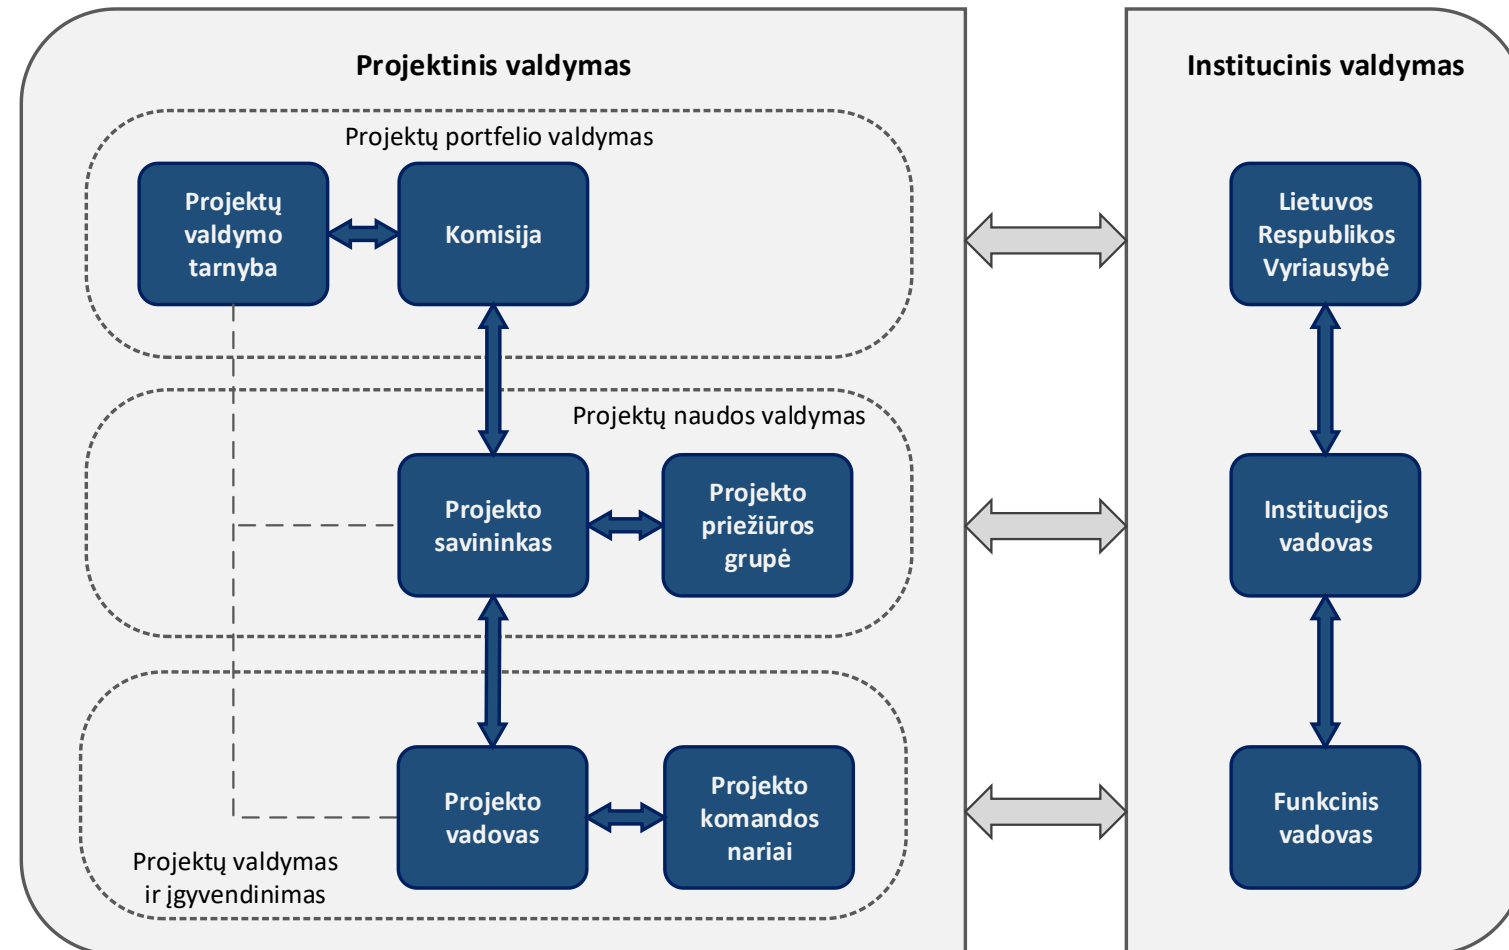 Projektinis valdymas
Projektų portfelio valdymas
Projektų
valdymo
tarnyba
Komisija
Projektų naudos valdymas
Projekto
savininkas
Projekto
priežiūros
grupė
Projekto
vadovas
Projekto
komandos
nariai
Projektų valdymas
ir įgyvendinimas
Institucinis valdymas
Lietuvos
Respublikos
Vyriausybė
Institucijos
vadovas
Funkcinis
vadovas